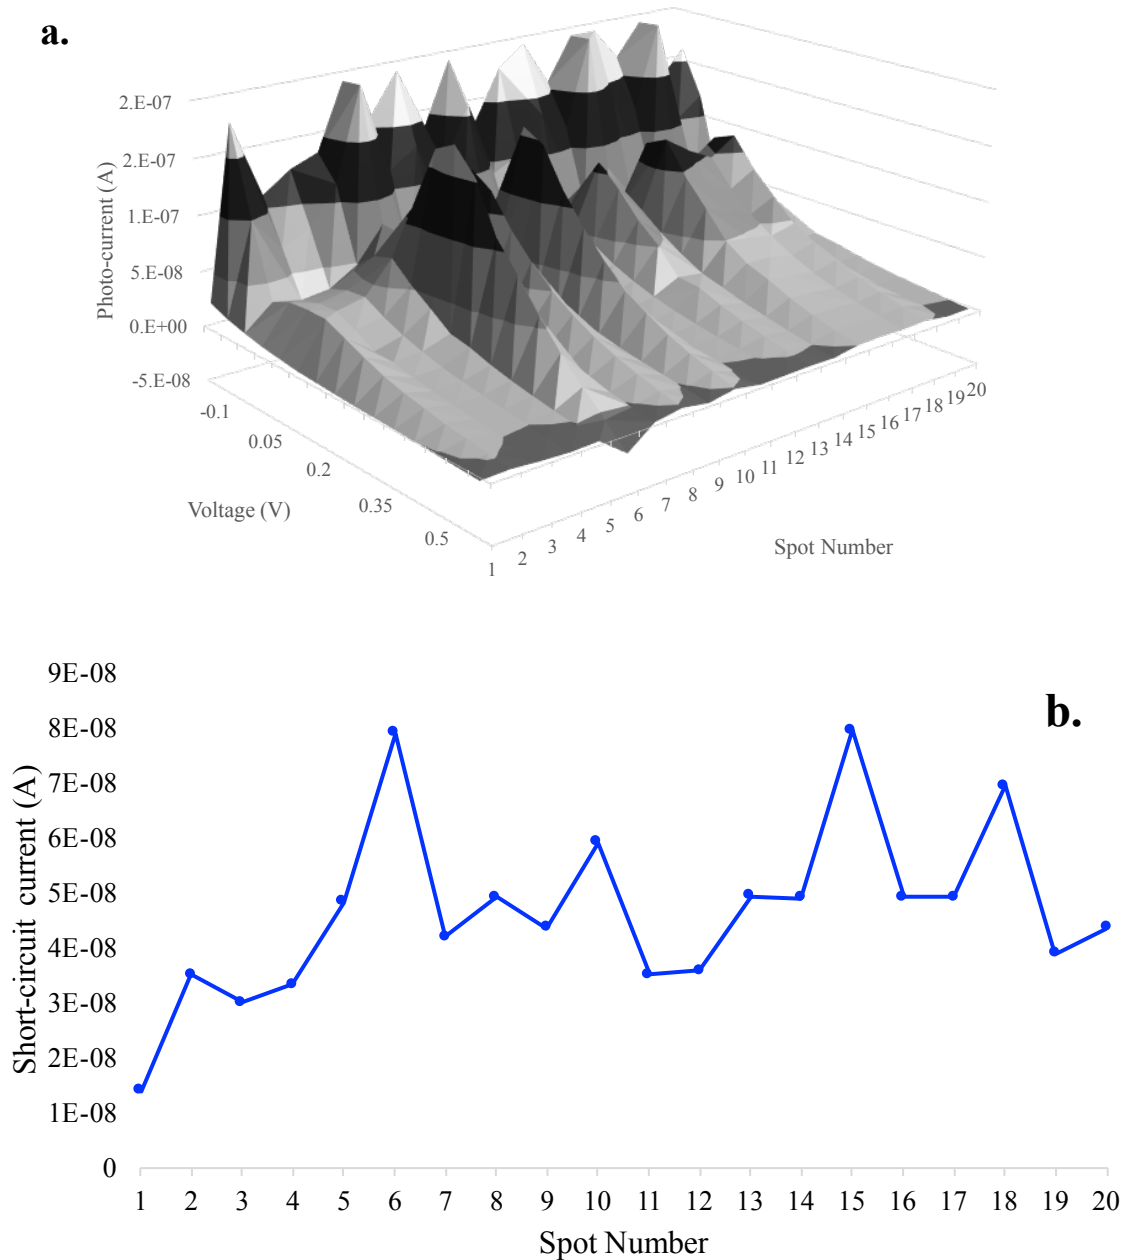 a.
2.E-07
2.E-07
1.E-07
5.E-08
0.E+00
-5.E-08
Photo-current (A)
-0.1
0.05
0.2
0.35
0.5
Voltage (V)
1 2 3 4 5 6 7 8 9 10 11 12 13 14 15 16 17 18 19 20
Spot Number
b.
9E-08
8E-08
7E-08
6E-08
5E-08
4E-08
3E-08
2E-08
1E-08
0
Short-circuit current (A)
1 2 3 4 5 6 7 8 9 10 11 12 13 14 15 16 17 18 19 20
Spot Number